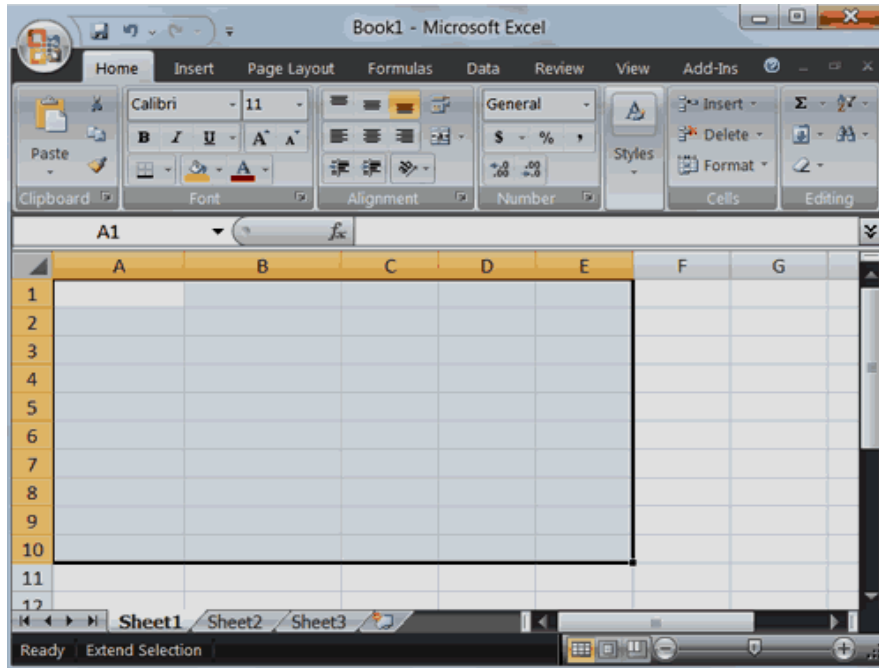 Book1 - Microsoft Excel
Home Insert Page Layout Formulas Data Review View Add-Ins
Calibri 11 General Insert
B I U A A $ % , Delete
Paste A Styles Format
Clipboard Font Alignment Number Cells Editing
A1 fx
A B C D E F G
1
2
3
4
5
6
7
8
9
10
11
12
Sheet1 Sheet2 Sheet3
Ready Extend Selection